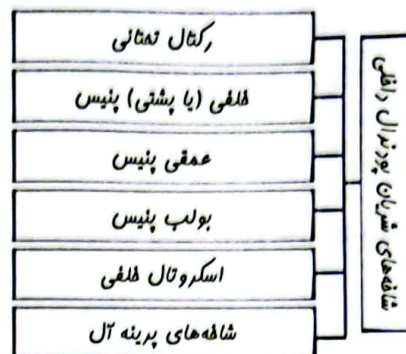 شاخه‌های شریان پودندال داخلی
رکتال تحتانی
خلفی (یا پشتی) پنیس
عمقی پنیس
بولب پنیس
اسکروتال خلفی
شاخه‌های پرینه آل